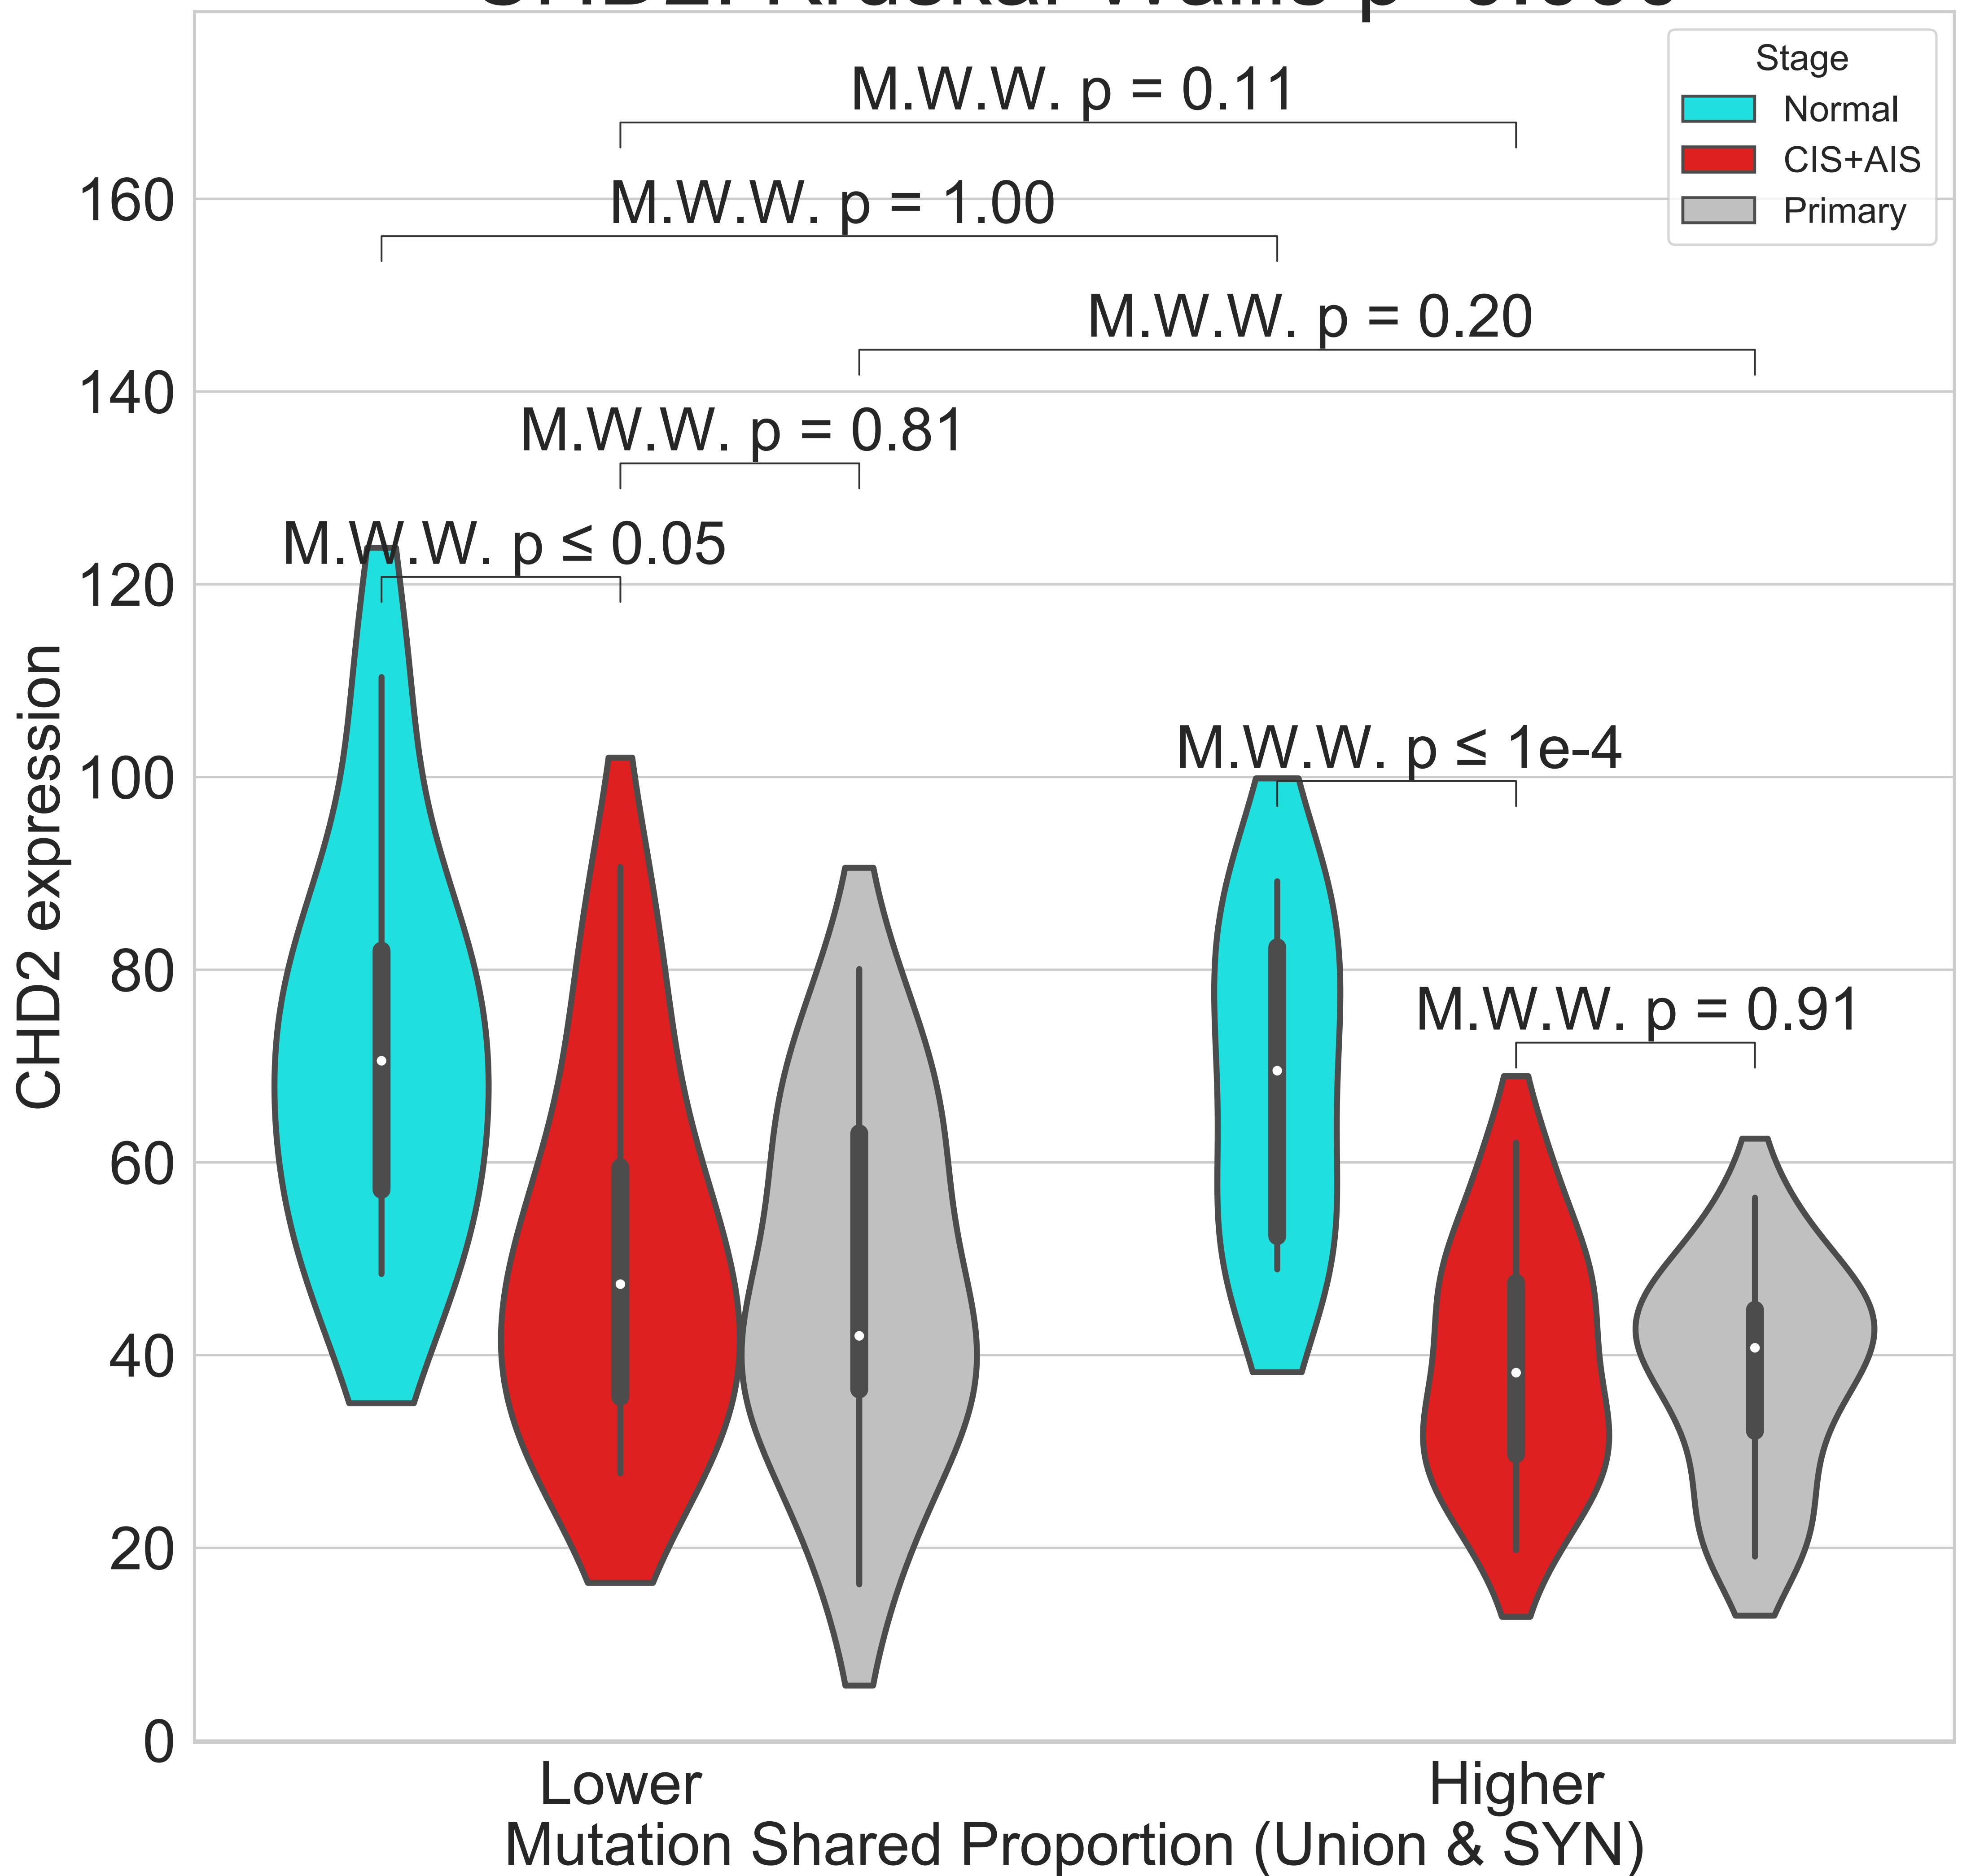 M.W.W. p = 0.11
Stage
Normal
CIS+AIS
Primary
M.W.W. p = 1.00
M.W.W. p = 0.20
M.W.W. p = 0.81
M.W.W. p ≤ 0.05
M.W.W. p ≤ 1e-4
M.W.W. p = 0.91
160
140
120
100
80
60
40
20
0
CHD2 expression
Lower
Higher
Mutation Shared Proportion (Union & SYN)